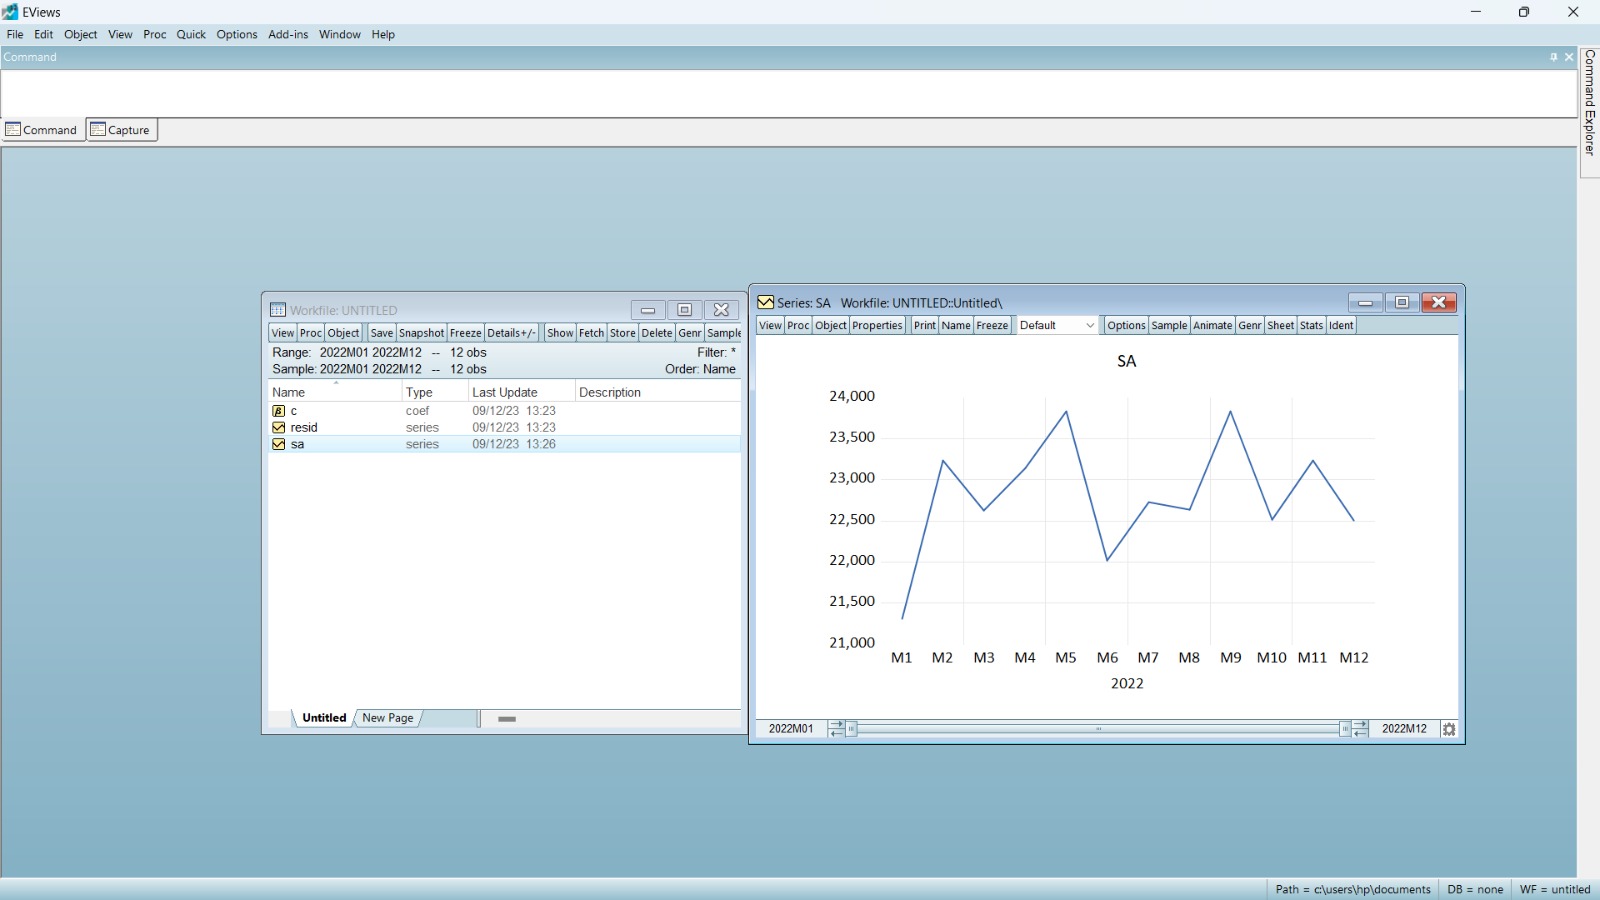 EViews
File Edit Object View Proc Quick Options Add-ins Window Help
Command
Command Explorer
Command Capture
Workfile: UNTITLED
View Proc Object Save Snapshot Freeze Details+/- Show Fetch Store Delete Genr Sample
Range: 2022M01 2022M12 -- 12 obs Filter: *
Sample: 2022M01 2022M12 -- 12 obs Order: Name
Name Type Last Update Description
β c coef 09/12/23 13:23
resid series 09/12/23 13:23
sa series 09/12/23 13:26
Untitled New Page
Series: SA Workfile: UNTITLED::Untitled\
View Proc Object Properties Print Name Freeze Default Options Sample Animate Genr Sheet Stats Ident
SA
24,000
23,500
23,000
22,500
22,000
21,500
21,000
M1 M2 M3 M4 M5 M6 M7 M8 M9 M10 M11 M12
2022
2022M01 2022M12
Path = c:\users\hp\documents DB = none WF = untitled